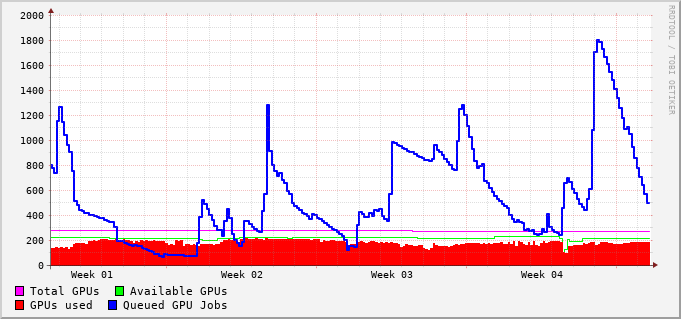 2000
1800
1600
1400
1200
1000
800
600
400
200
0
Week 01 Week 02 Week 03 Week 04
Total GPUs Available GPUs
GPUs used Queued GPU Jobs
RRDTOOL / TOBI OETIKER